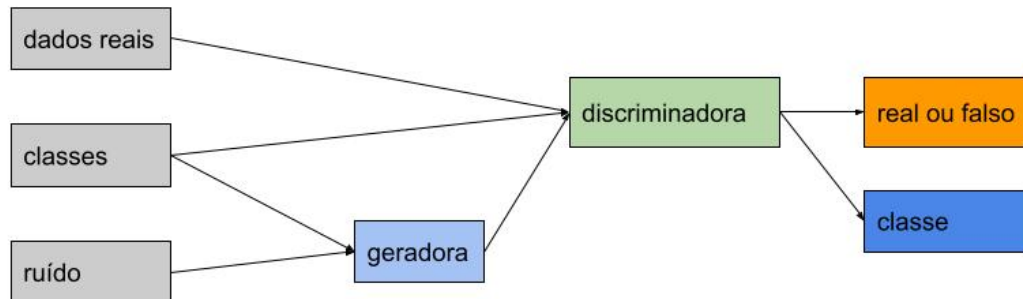 dados reais
classes
ruído
geradora
discriminadora
real ou falso
classe